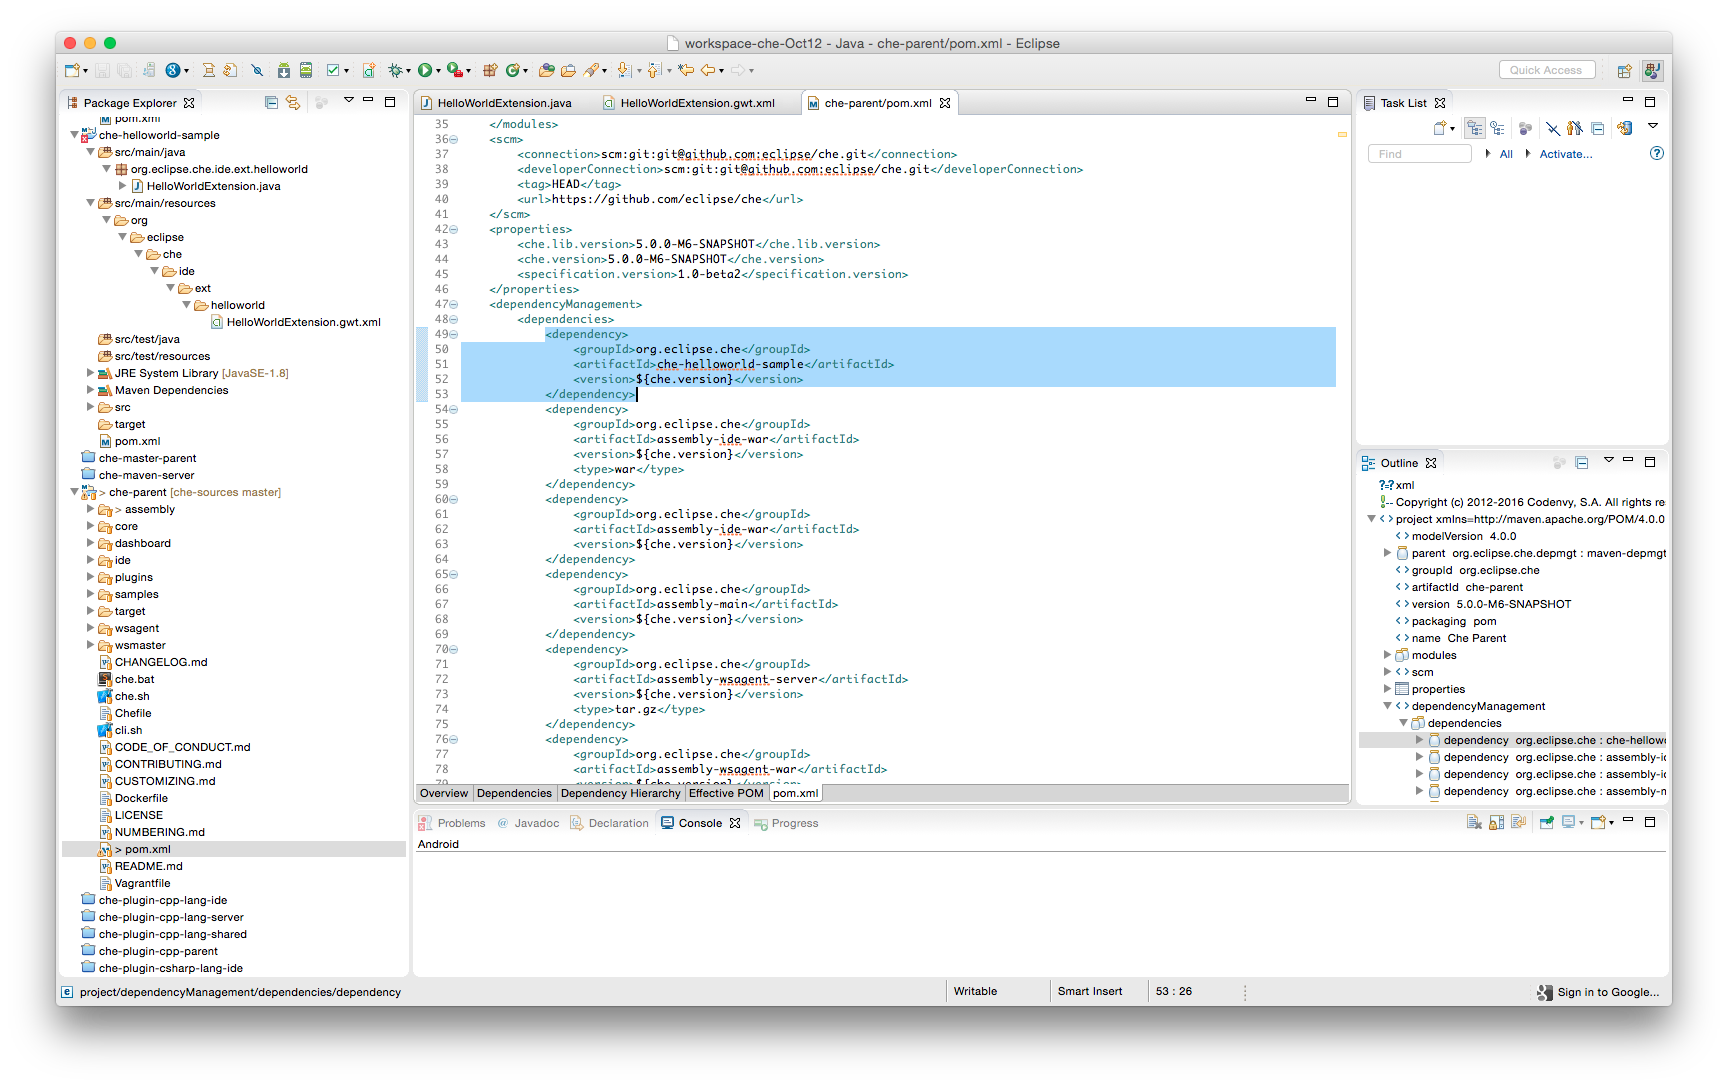 workspace-che-Oct12 - Java - che-parent/pom.xml - Eclipse
Quick Access
Package Explorer
pom.xml
che-helloworld-sample
src/main/java
org.eclipse.che.ide.ext.helloworld
HelloWorldExtension.java
src/main/resources
org
eclipse
che
ide
ext
helloworld
HelloWorldExtension.gwt.xml
src/test/java
src/test/resources
JRE System Library [JavaSE-1.8]
Maven Dependencies
src
target
pom.xml
che-master-parent
che-maven-server
> che-parent [che-sources master]
> assembly
core
dashboard
ide
plugins
samples
target
wsagent
wsmaster
CHANGELOG.md
che.bat
che.sh
Chefile
cli.sh
CODE_OF_CONDUCT.md
CONTRIBUTING.md
CUSTOMIZING.md
Dockerfile
LICENSE
NUMBERING.md
> pom.xml
README.md
Vagrantfile
che-plugin-cpp-lang-ide
che-plugin-cpp-lang-server
che-plugin-cpp-lang-shared
che-plugin-cpp-parent
che-plugin-csharp-lang-ide
HelloWorldExtension.java HelloWorldExtension.gwt.xml che-parent/pom.xml
35 </modules>
36 <scm>
37 <connection>scm:git:git@github.com:eclipse/che.git</connection>
38 <developerConnection>scm:git:git@github.com:eclipse/che.git</developerConnection>
39 <tag>HEAD</tag>
40 <url>https://github.com/eclipse/che</url>
41 </scm>
42 <properties>
43 <che.lib.version>5.0.0-M6-SNAPSHOT</che.lib.version>
44 <che.version>5.0.0-M6-SNAPSHOT</che.version>
45 <specification.version>1.0-beta2</specification.version>
46 </properties>
47 <dependencyManagement>
48 <dependencies>
49 <dependency>
50 <groupId>org.eclipse.che</groupId>
51 <artifactId>che-helloworld-sample</artifactId>
52 <version>${che.version}</version>
53 </dependency>
54 <dependency>
55 <groupId>org.eclipse.che</groupId>
56 <artifactId>assembly-ide-war</artifactId>
57 <version>${che.version}</version>
58 <type>war</type>
59 </dependency>
60 <dependency>
61 <groupId>org.eclipse.che</groupId>
62 <artifactId>assembly-ide-war</artifactId>
63 <version>${che.version}</version>
64 </dependency>
65 <dependency>
66 <groupId>org.eclipse.che</groupId>
67 <artifactId>assembly-main</artifactId>
68 <version>${che.version}</version>
69 </dependency>
70 <dependency>
71 <groupId>org.eclipse.che</groupId>
72 <artifactId>assembly-wsagent-server</artifactId>
73 <version>${che.version}</version>
74 <type>tar.gz</type>
75 </dependency>
76 <dependency>
77 <groupId>org.eclipse.che</groupId>
78 <artifactId>assembly-wsagent-war</artifactId>
79 <version>${che.version}</version>
Overview Dependencies Dependency Hierarchy Effective POM pom.xml
Problems @ Javadoc Declaration Console Progress
Android
Task List
Find All Activate...
Outline
xml
Copyright (c) 2012-2016 Codenvy, S.A. All rights re
project xmlns=http://maven.apache.org/POM/4.0.0
modelVersion 4.0.0
parent org.eclipse.che.depmgt : maven-depmgt
groupId org.eclipse.che
artifactId che-parent
version 5.0.0-M6-SNAPSHOT
packaging pom
name Che Parent
modules
scm
properties
dependencyManagement
dependencies
dependency org.eclipse.che : che-hellowo
dependency org.eclipse.che : assembly-ic
dependency org.eclipse.che : assembly-ic
dependency org.eclipse.che : assembly-m
project/dependencyManagement/dependencies/dependency
Writable Smart Insert 53 : 26
Sign in to Google...